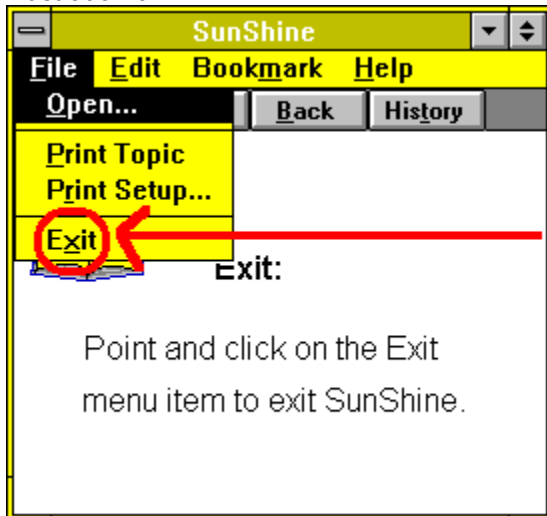 SunShine
File Edit Bookmark Help
Open... Back History
Print Topic
Print Setup...
Exit
Exit:
Point and click on the Exit
menu item to exit SunShine.